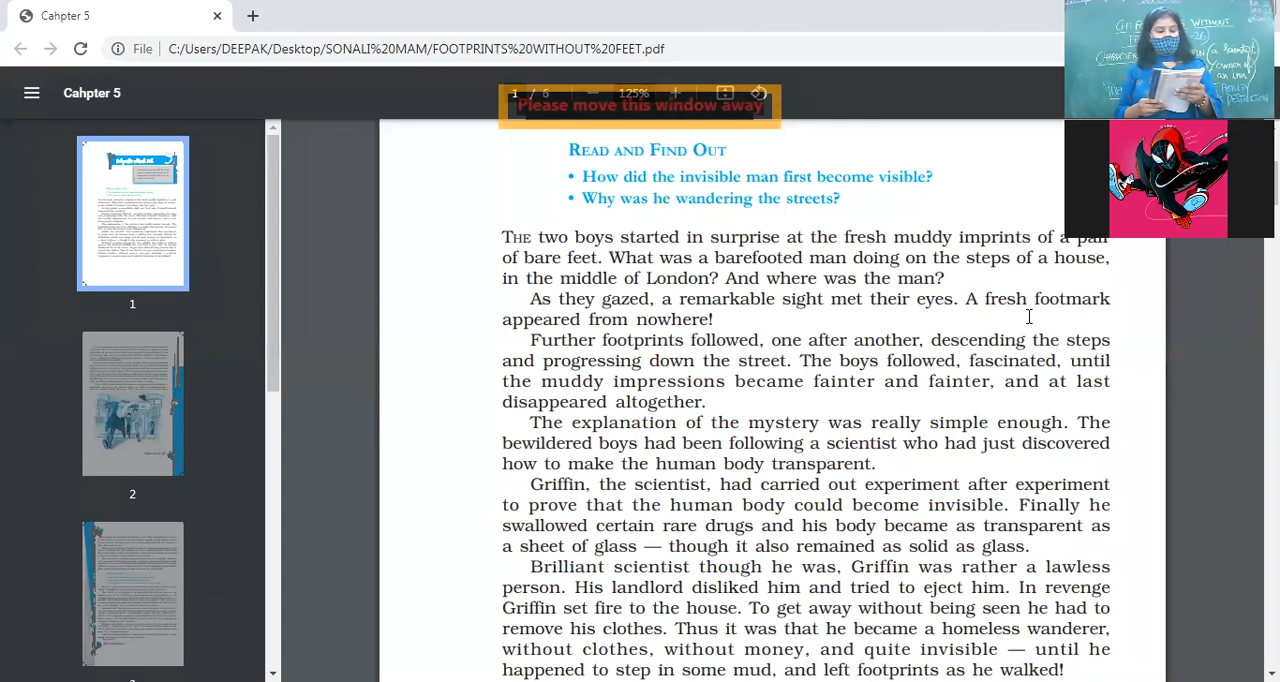 Cahpter 5
File C:/Users/DEEPAK/Desktop/SONALI%20MAM/FOOTPRINTS%20WITHOUT%20FEET.pdf
Cahpter 5
1 / 6 125%
Please move this window away
READ AND FIND OUT
• How did the invisible man first become visible?
• Why was he wandering the streets?
THE two boys started in surprise at the fresh muddy imprints of a pair
of bare feet. What was a barefooted man doing on the steps of a house,
in the middle of London? And where was the man?
As they gazed, a remarkable sight met their eyes. A fresh footmark
appeared from nowhere!
Further footprints followed, one after another, descending the steps
and progressing down the street. The boys followed, fascinated, until
the muddy impressions became fainter and fainter, and at last
disappeared altogether.
The explanation of the mystery was really simple enough. The
bewildered boys had been following a scientist who had just discovered
how to make the human body transparent.
Griffin, the scientist, had carried out experiment after experiment
to prove that the human body could become invisible. Finally he
swallowed certain rare drugs and his body became as transparent as
a sheet of glass — though it also remained as solid as glass.
Brilliant scientist though he was, Griffin was rather a lawless
person. His landlord disliked him and tried to eject him. In revenge
Griffin set fire to the house. To get away without being seen he had to
remove his clothes. Thus it was that he became a homeless wanderer,
without clothes, without money, and quite invisible — until he
happened to step in some mud, and left footprints as he walked!
1
2
WITHOUT
(a Scientist)
owner of
an inn
DESTRUCTION